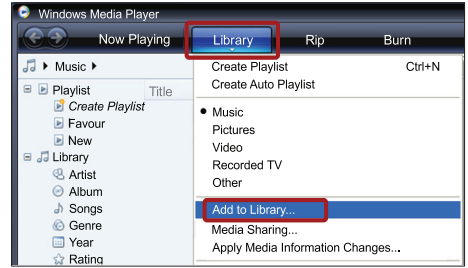 Windows Media Player
Now Playing Library Rip Burn
Music
Playlist Title
Create Playlist
Favour
New
Library
Artist
Album
Songs
Genre
Year
Rating
Create Playlist Ctrl+N
Create Auto Playlist
Music
Pictures
Video
Recorded TV
Other
Add to Library...
Media Sharing...
Apply Media Information Changes...